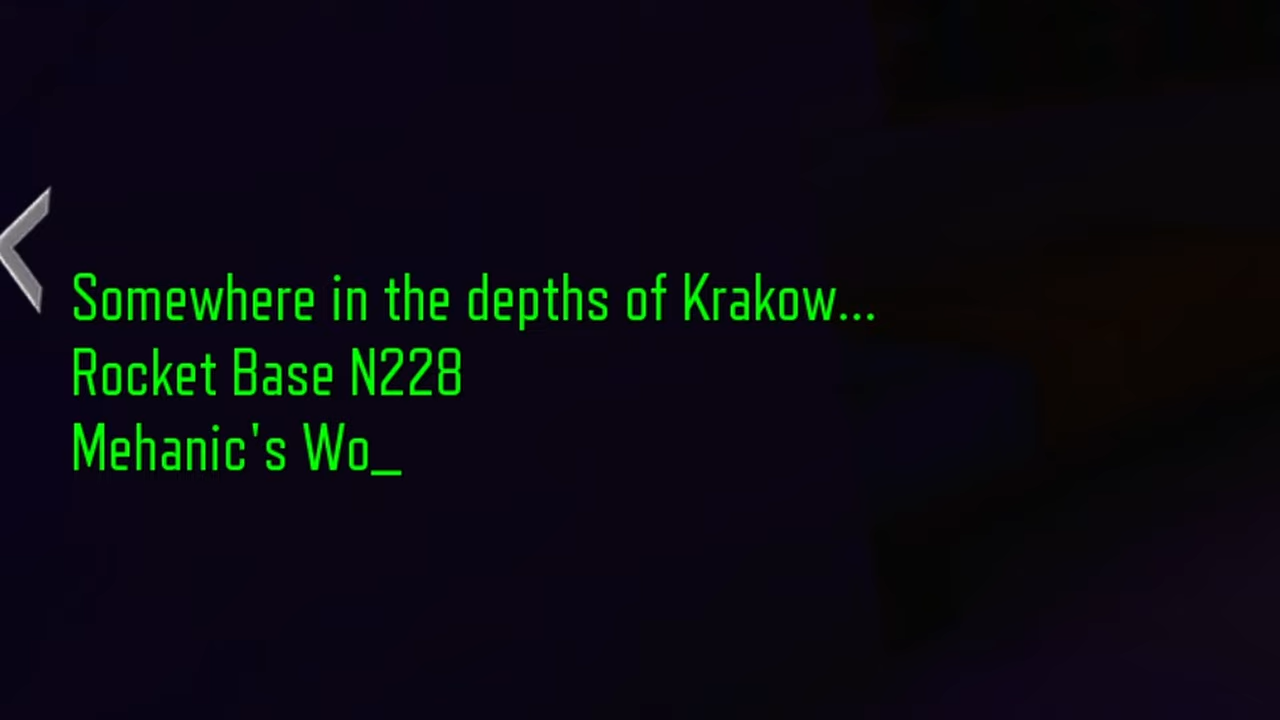 Somewhere in the depths of Krakow...
Rocket Base N228
Mehanic's Wo_